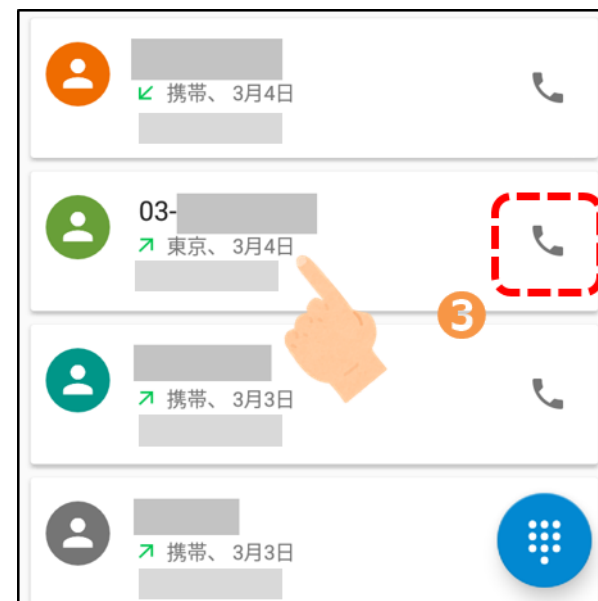 携帯、 3月4日
03-
東京、 3月4日
3
携帯、 3月3日
携帯、 3月3日